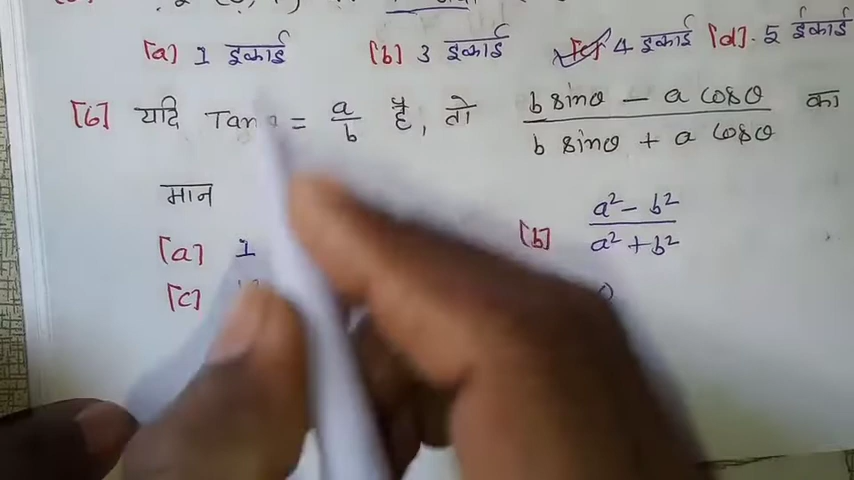 [a] 1 इकाई [b] 3 इकाई [c] 4 इकाई [d]. 5 इकाई
[6] यदि Tanθ = a/b है, तो (b sinθ − a cosθ)/(b sinθ + a cosθ) का
मान
[a] 1 [b] (a² − b²)/(a² + b²)
[c]